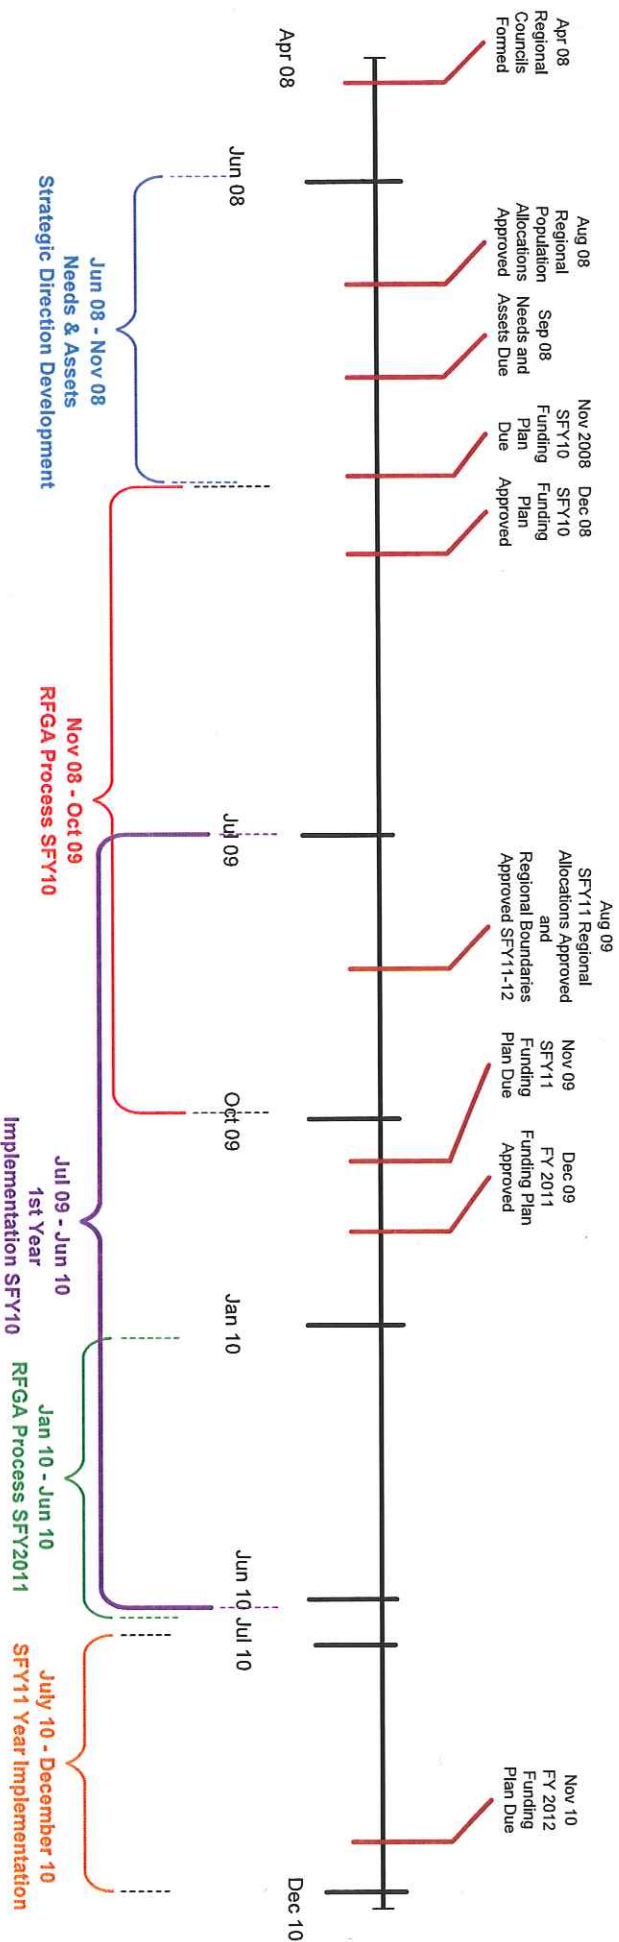 Apr 08
Regional
Councils
Formed
Aug 08
Regional
Population
Allocations
Approved
Sep 08
Needs and
Assets Due
Nov 2008
SFY10
Funding
Plan
Due
Dec 08
SFY10
Funding
Plan
Approved
Aug 09
SFY11 Regional
Allocations Approved
and
Regional Boundaries
Approved SFY11-12
Nov 09
SFY11
Funding
Plan Due
Dec 09
FY 2011
Funding Plan
Approved
Nov 10
FY 2012
Funding
Plan Due
Apr 08
Jun 08
Jul 09
Oct 09
Jan 10
Jun 10
Jul 10
Dec 10
Jun 08 - Nov 08
Needs & Assets
Strategic Direction Development
Nov 08 - Oct 09
RFGA Process SFY10
Jul 09 - Jun 10
1st Year
Implementation SFY10
Jan 10 - Jun 10
RFGA Process SFY2011
July 10 - December 10
SFY11 Year Implementation